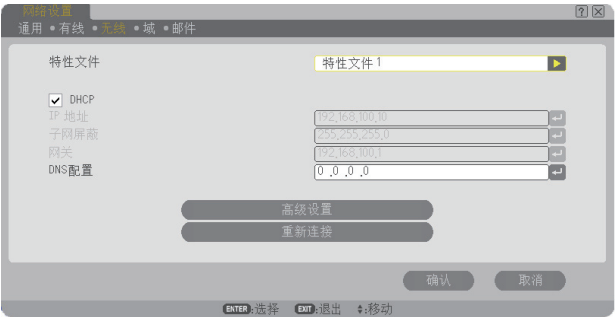 网络设置
通用 •有线 •无线 •域 •邮件
特性文件 特性文件 1
DHCP
IP 地址 192,168,100,10
子网屏蔽 255,255,255,0
网关 192,168,100,1
DNS配置 0 .0 .0 .0
高级设置
重新连接
确认 取消
ENTER:选择 EXIT:退出 :移动